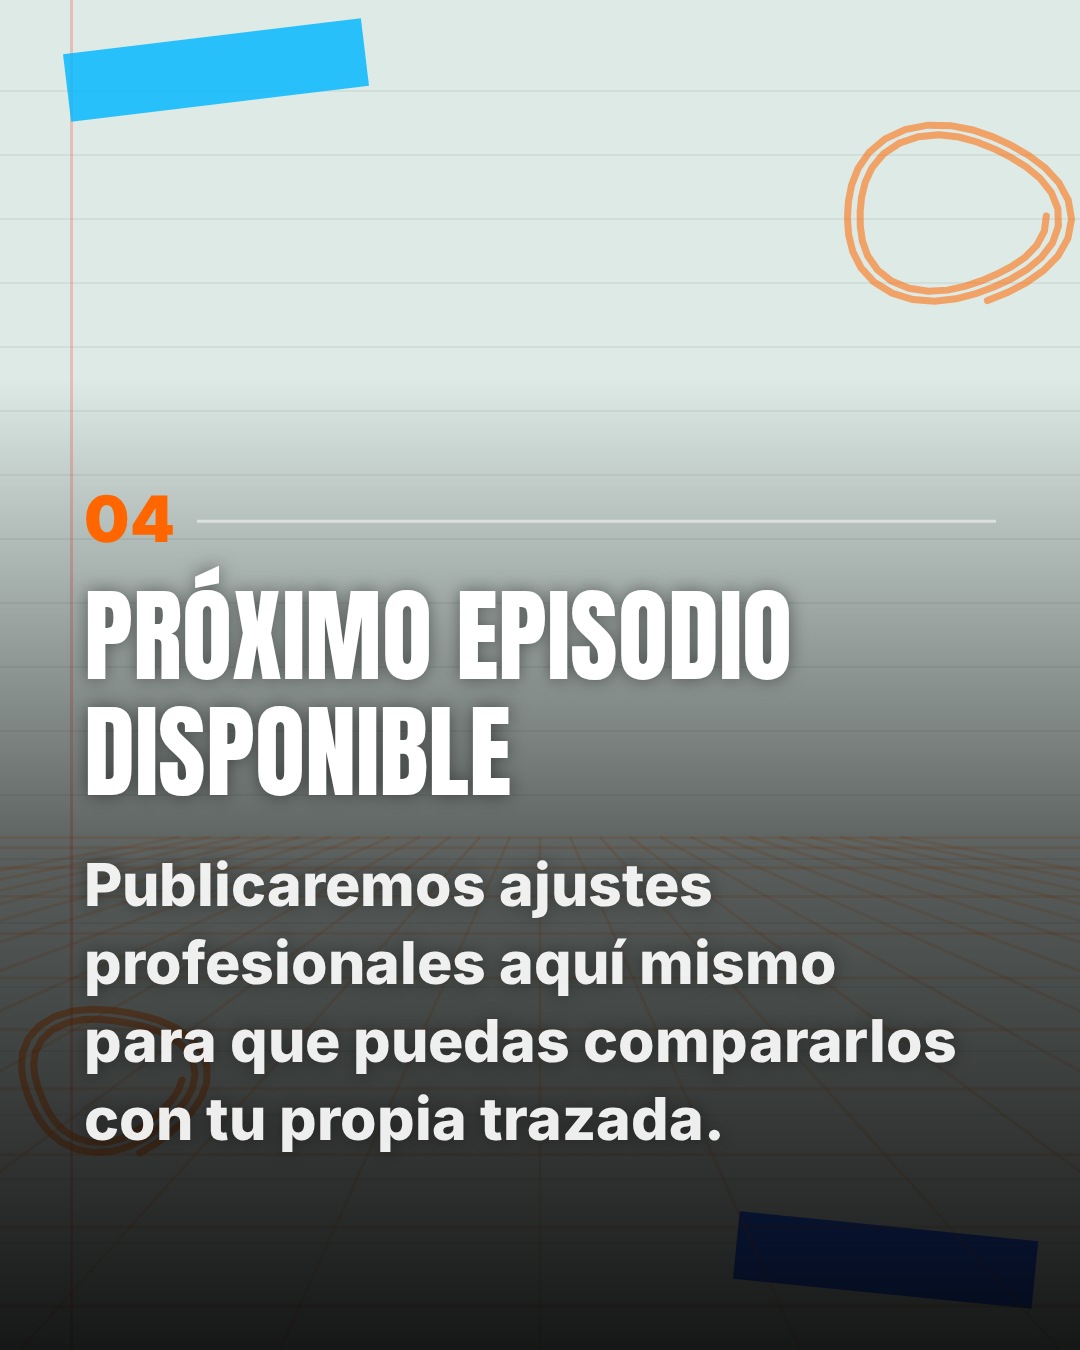 04
PRÓXIMO EPISODIO
DISPONIBLE
Publicaremos ajustes
profesionales aquí mismo
para que puedas compararlos
con tu propia trazada.